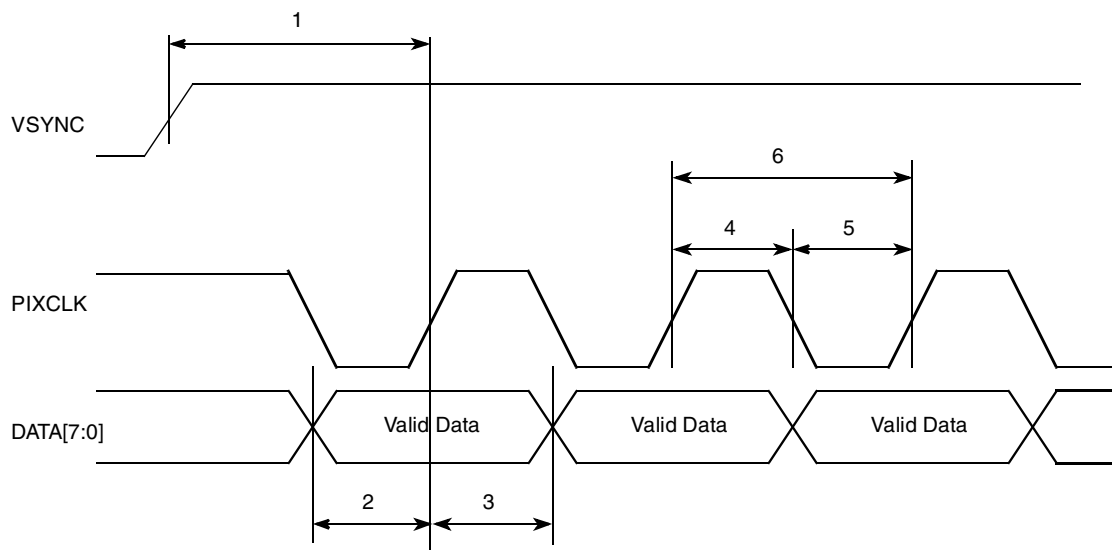 1
VSYNC
6
4 5
PIXCLK
DATA[7:0] Valid Data Valid Data Valid Data
2 3